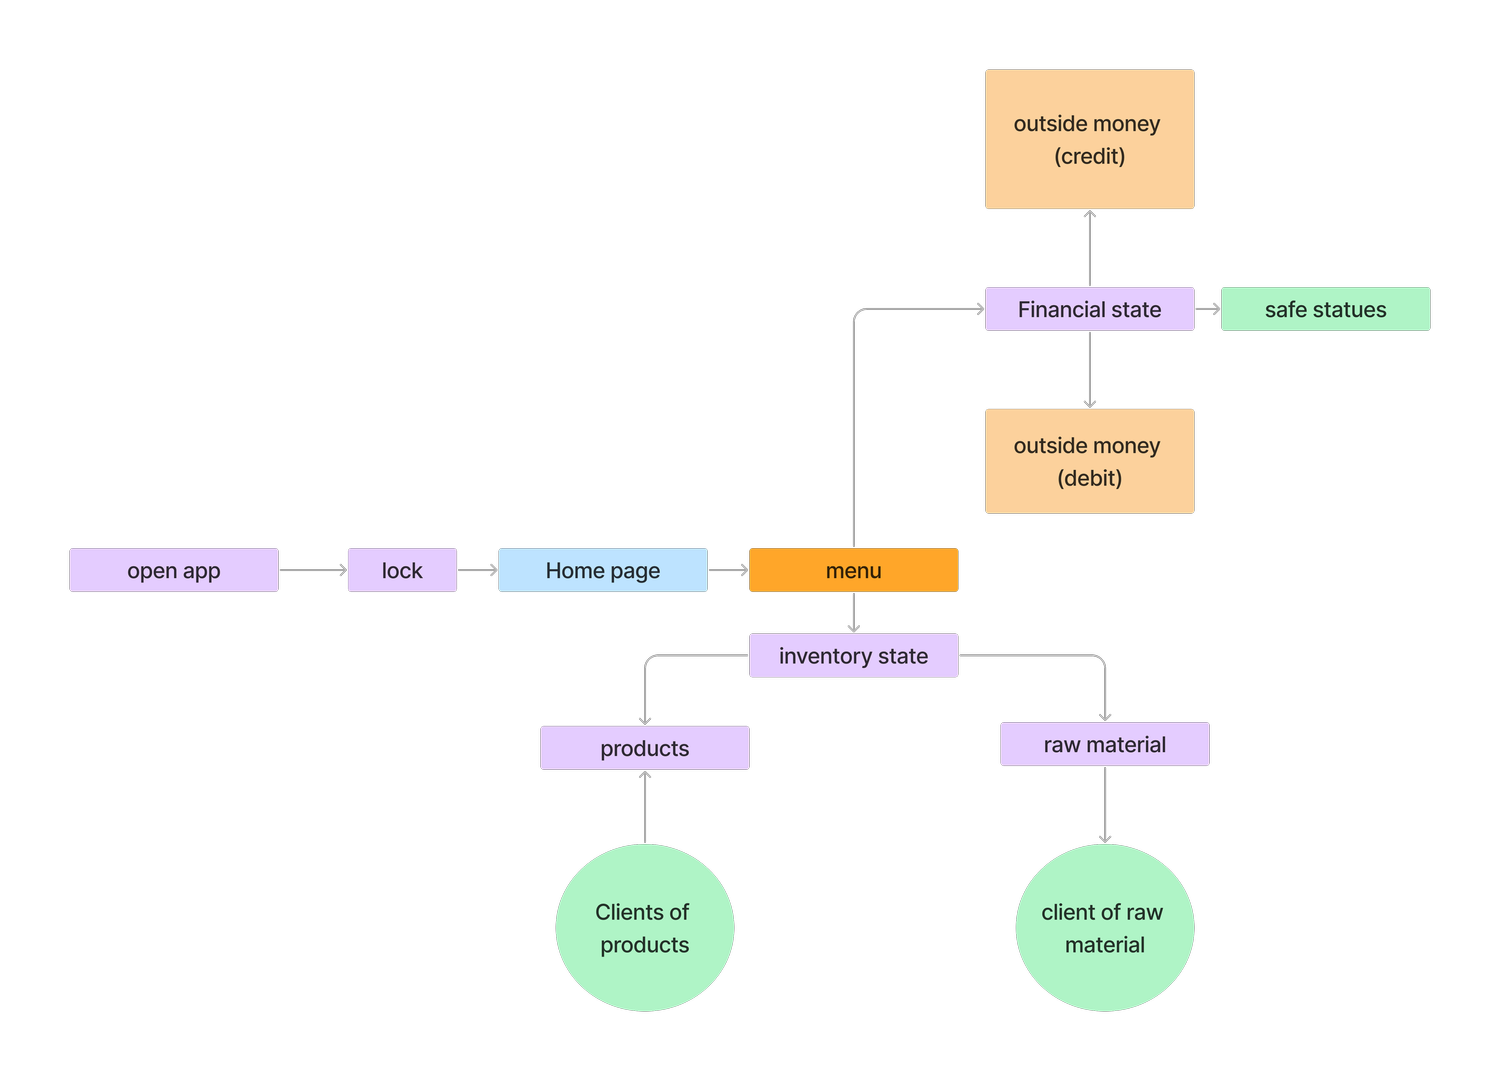 outside money
(credit)
Financial state
safe statues
outside money
(debit)
open app
lock
Home page
menu
inventory state
products
raw material
Clients of
products
client of raw
material